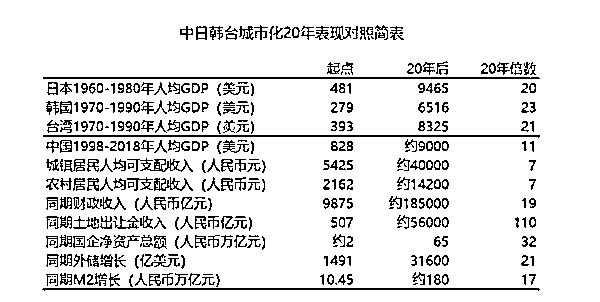 中日韩台城市化20年表现对照简表
起点 20年后 20年倍数
日本1960-1980年人均GDP（美元） 481 9465 20
韩国1970-1990年人均GDP（美元） 279 6516 23
台湾1970-1990年人均GDP（美元） 393 8325 21
中国1998-2018年人均GDP（美元） 828 约9000 11
城镇居民人均可支配收入（人民币元） 5425 约40000 7
农村居民人均可支配收入（人民币元） 2162 约14200 7
同期财政收入（人民币亿元） 9875 约185000 19
同期土地出让金收入（人民币亿元） 507 约56000 110
同期国企净资产总额（人民币万亿元） 约2 65 32
同期外储增长（亿美元） 1491 31600 21
同期M2增长（人民币万亿元） 10.45 约180 17